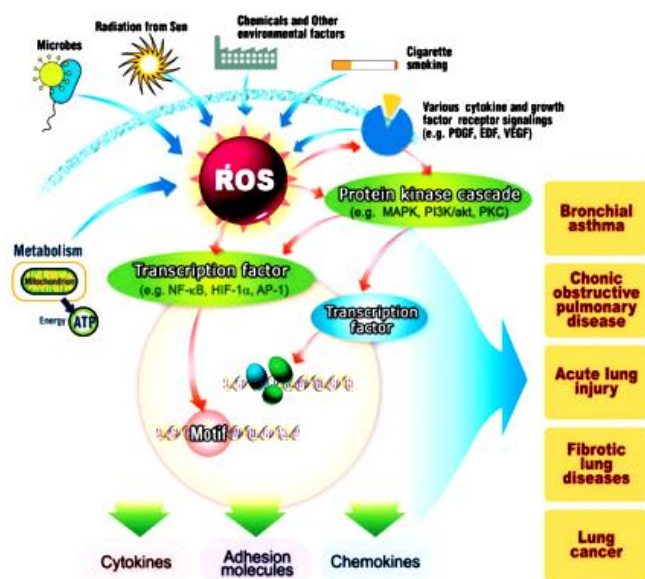 Microbes
Radiation from Sun
Chemicals and Other
environmental factors
Cigarette
smoking
Various cytokine and growth
factor receptor signalings
(e.g. PDGF, EDF, VEGF)
ROS
Protein kinase cascade
(e.g. MAPK, PI3K/akt, PKC)
Metabolism
Mitochondrion
Energy
ATP
Transcription factor
(e.g. NF-κB, HIF-1α, AP-1)
Transcription
factor
Motif
Cytokines
Adhesion
molecules
Chemokines
Bronchial
asthma
Chonic
obstructive
pulmonary
disease
Acute lung
injury
Fibrotic
lung
diseases
Lung
cancer